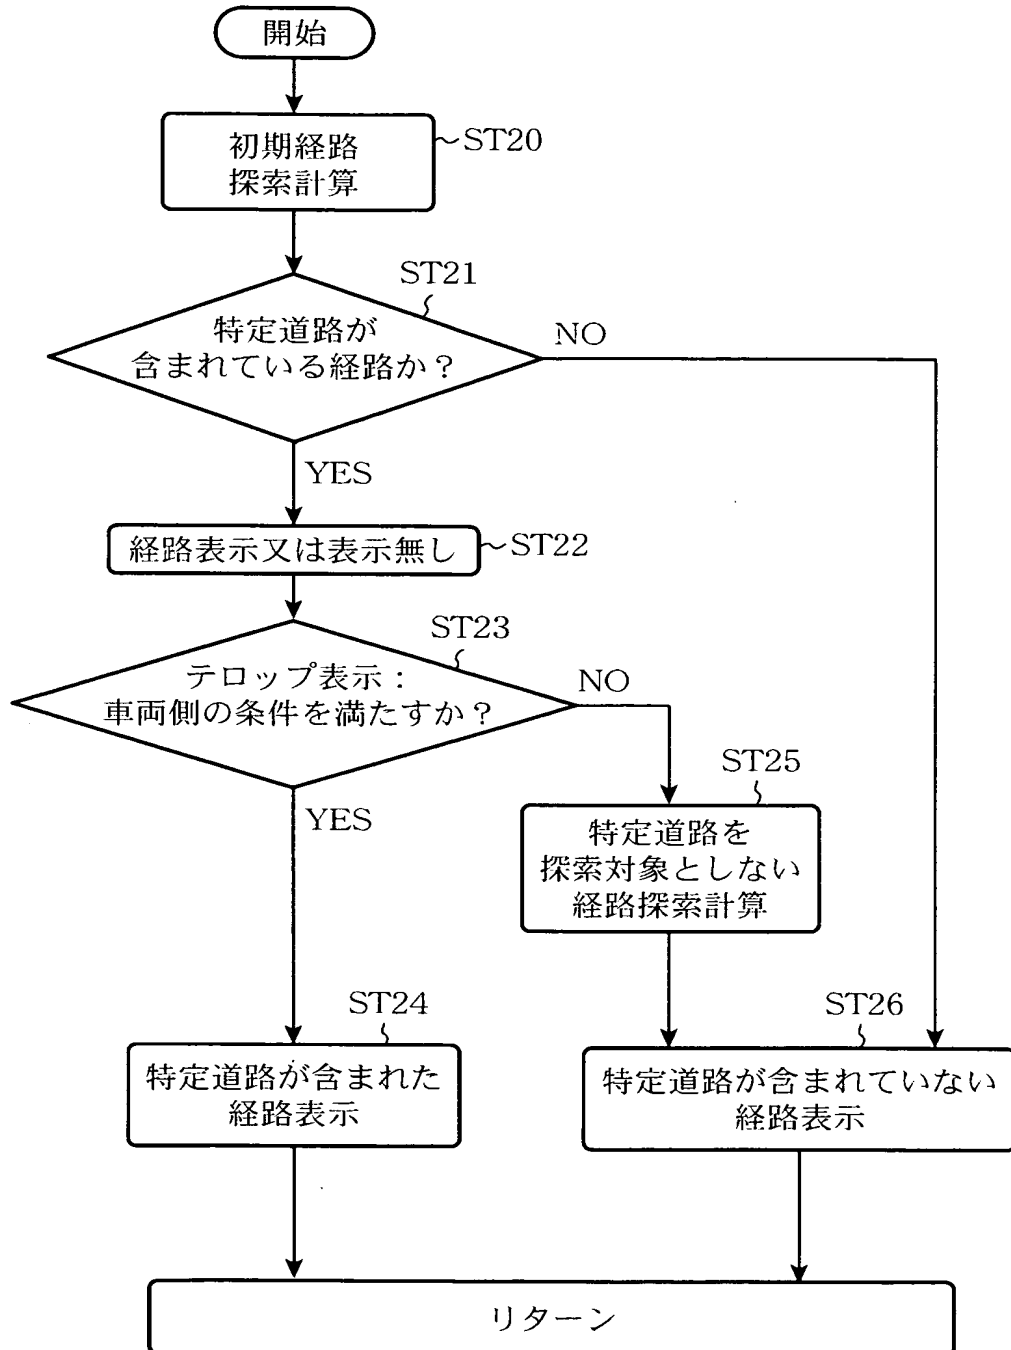 開始
初期経路
探索計算
ST20
ST21
特定道路が
含まれている経路か？
NO
YES
経路表示又は表示無し
ST22
ST23
テロップ表示：
車両側の条件を満たすか？
NO
YES
ST25
特定道路を
探索対象としない
経路探索計算
ST24
特定道路が含まれた
経路表示
ST26
特定道路が含まれていない
経路表示
リターン